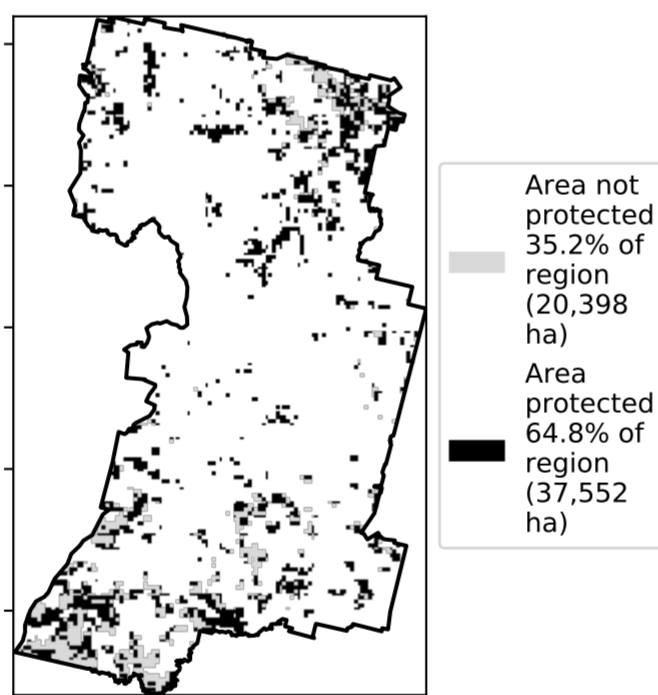 Area not
protected
35.2% of
region
(20,398
ha)
Area
protected
64.8% of
region
(37,552
ha)